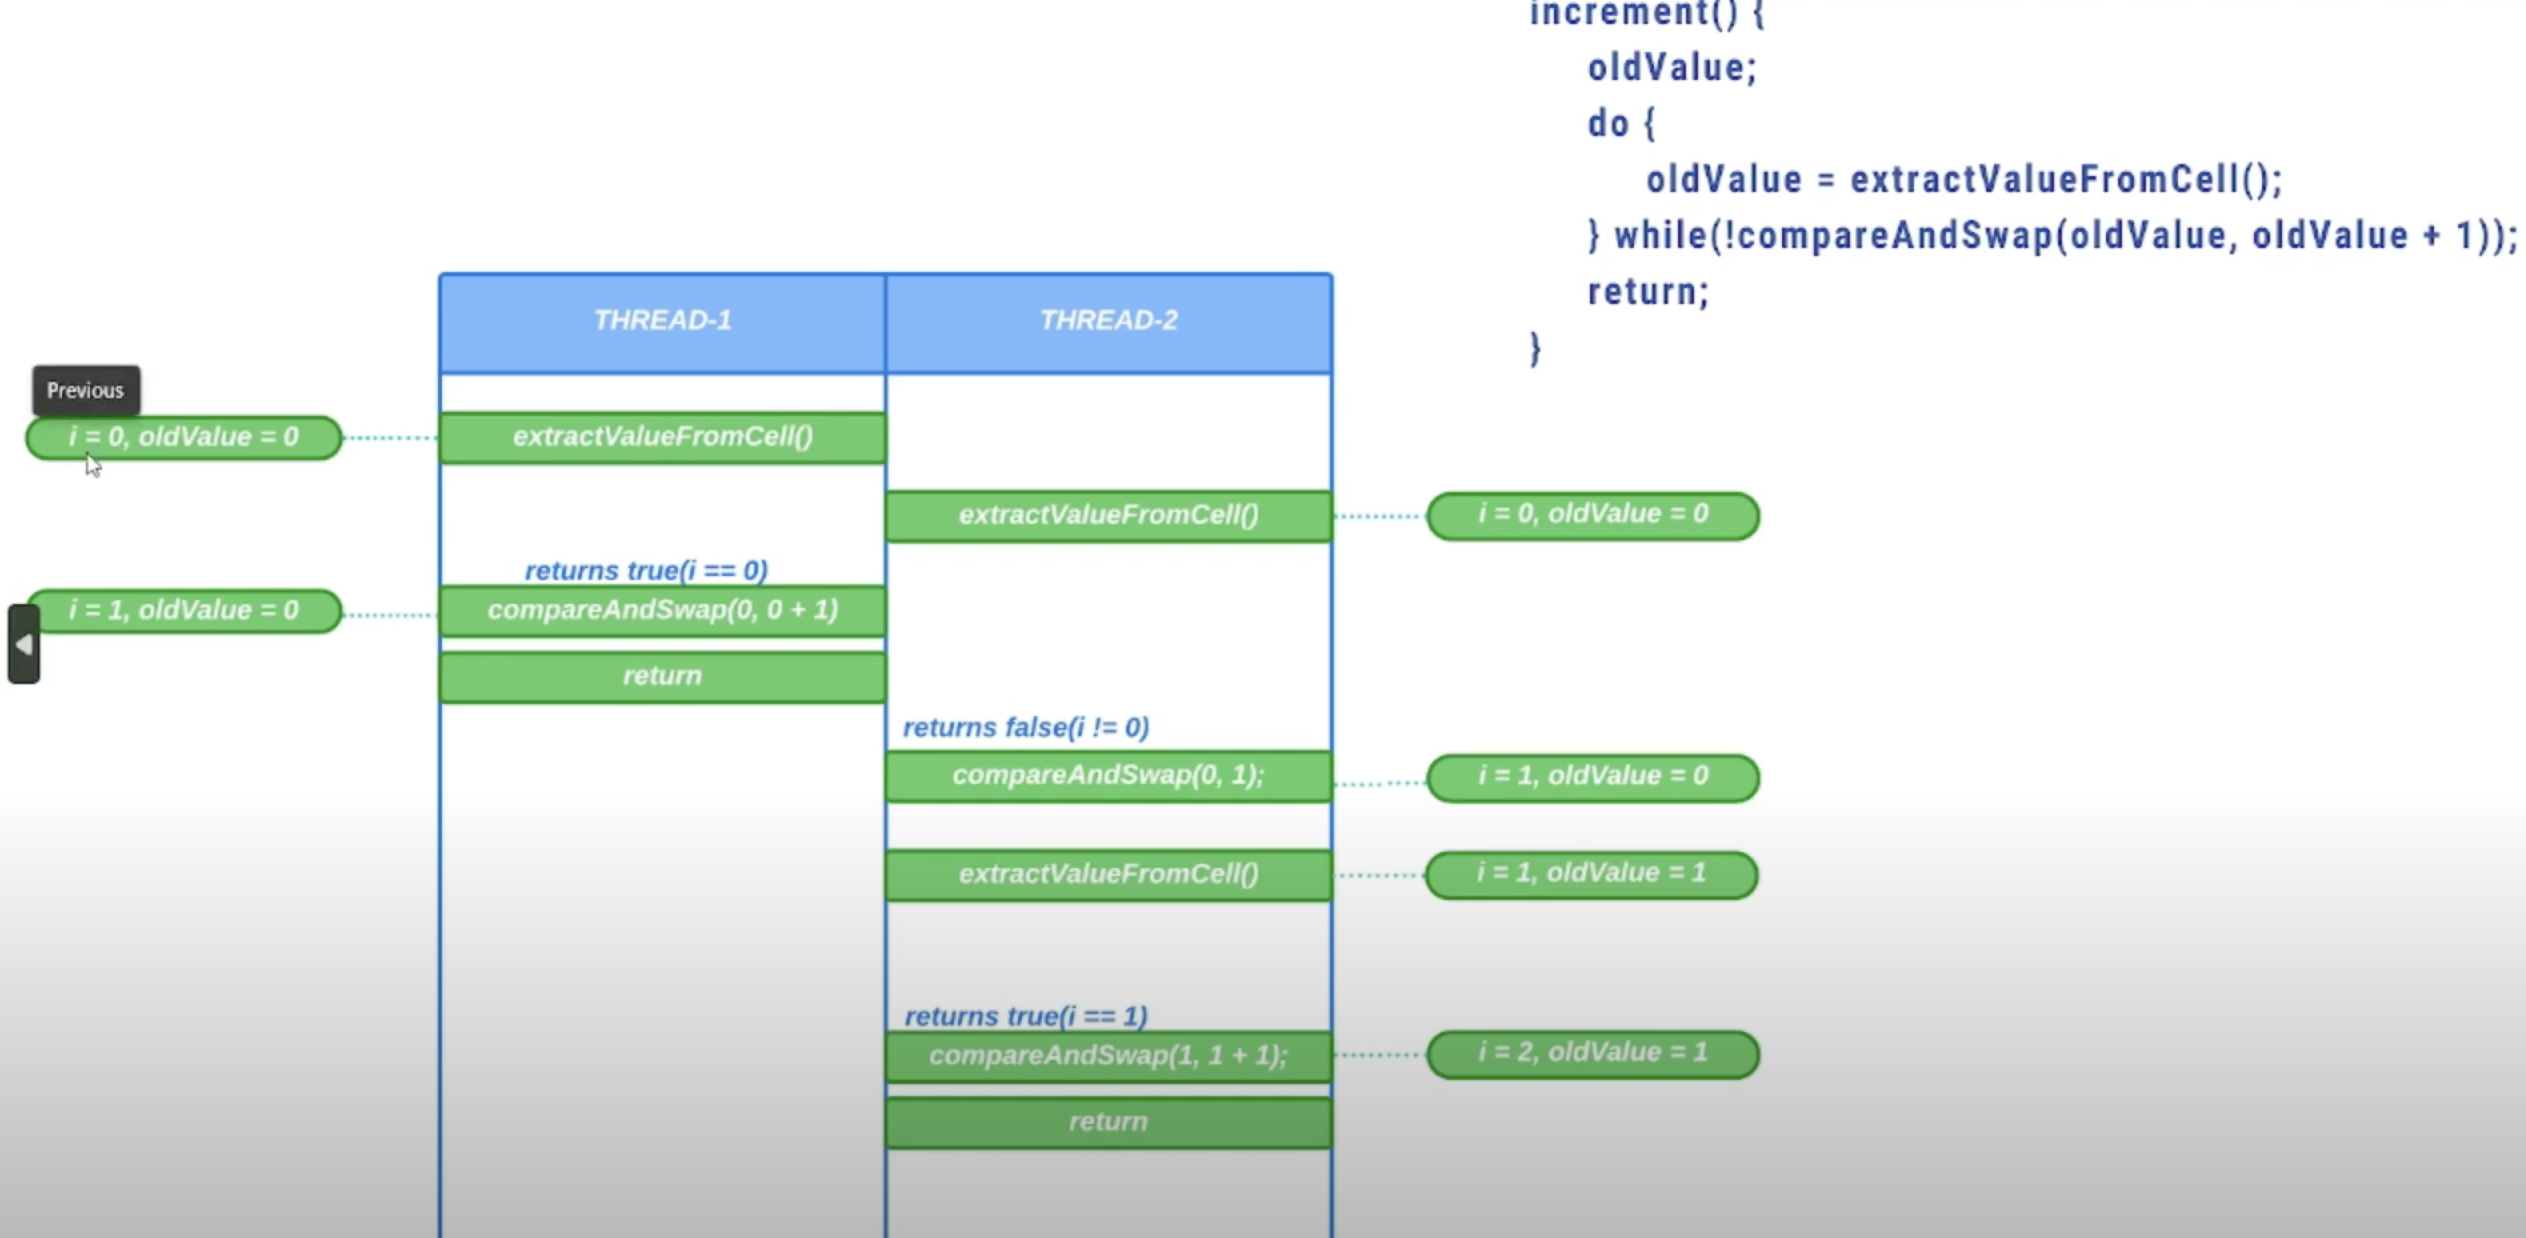 increment() {
oldValue;
do {
oldValue = extractValueFromCell();
} while(!compareAndSwap(oldValue, oldValue + 1));
return;
}
THREAD-1
THREAD-2
Previous
i = 0, oldValue = 0
extractValueFromCell()
extractValueFromCell()
i = 0, oldValue = 0
returns true(i == 0)
i = 1, oldValue = 0
compareAndSwap(0, 0 + 1)
return
returns false(i != 0)
compareAndSwap(0, 1);
i = 1, oldValue = 0
extractValueFromCell()
i = 1, oldValue = 1
returns true(i == 1)
compareAndSwap(1, 1 + 1);
i = 2, oldValue = 1
return